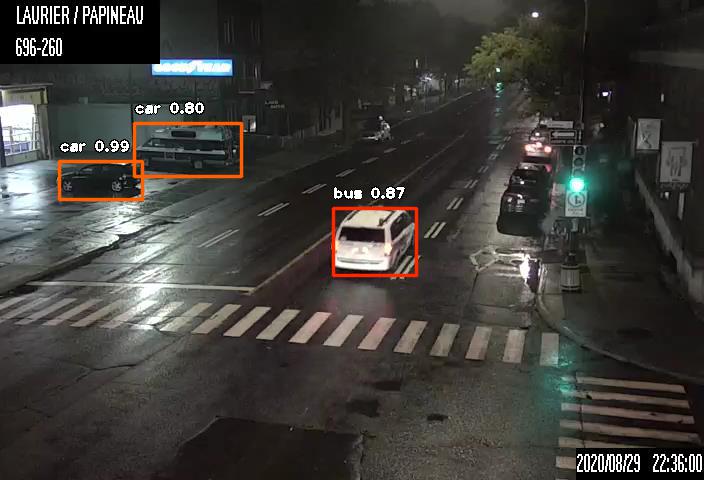 LAURIER / PAPINEAU
696-260
GOODYEAR
car 0.80
car 0.99
bus 0.87
2020/08/29 22:36:00